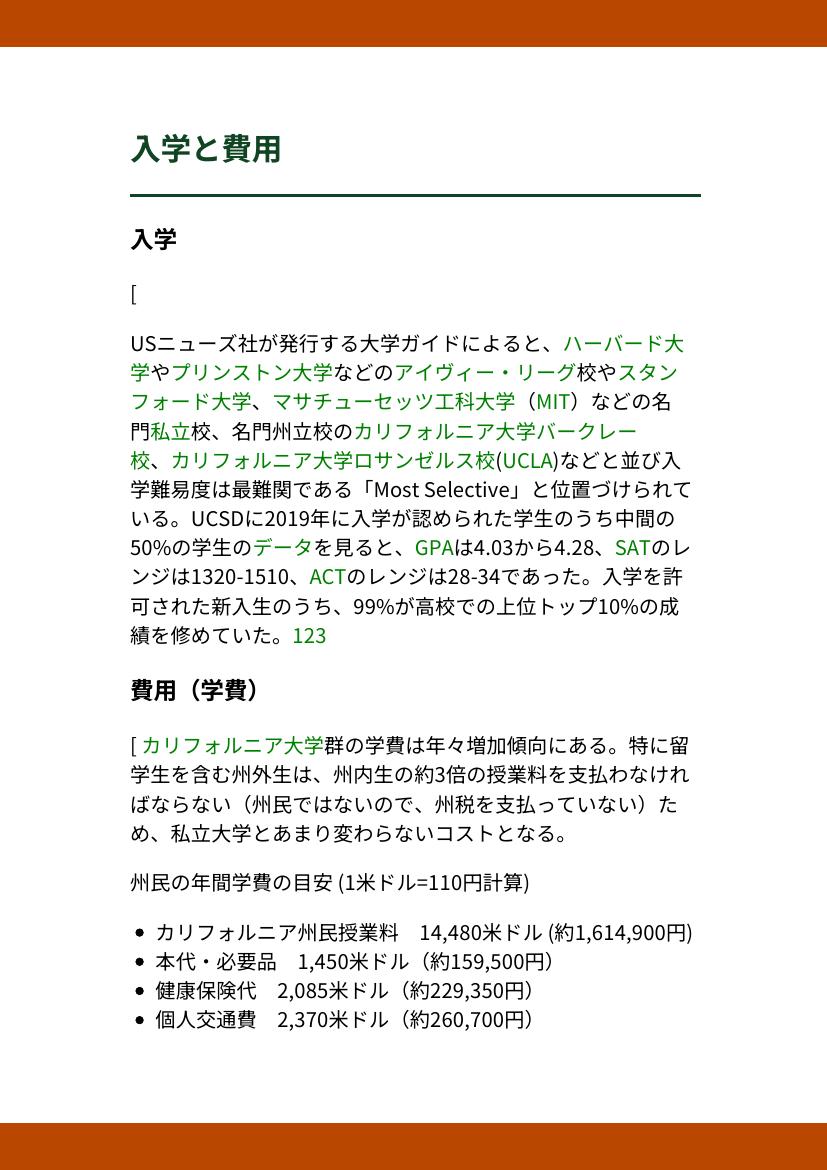 入学と費用
入学
[
USニューズ社が発行する大学ガイドによると、ハーバード大
学やプリンストン大学などのアイヴィー・リーグ校やスタン
フォード大学、マサチューセッツ工科大学（MIT）などの名
門私立校、名門州立校のカリフォルニア大学バークレー
校、カリフォルニア大学ロサンゼルス校(UCLA)などと並び入
学難易度は最難関である「Most Selective」と位置づけられて
いる。UCSDに2019年に入学が認められた学生のうち中間の
50%の学生のデータを見ると、GPAは4.03から4.28、SATのレ
ンジは1320-1510、ACTのレンジは28-34であった。入学を許
可された新入生のうち、99%が高校での上位トップ10%の成
績を修めていた。123
費用（学費）
[ カリフォルニア大学群の学費は年々増加傾向にある。特に留
学生を含む州外生は、州内生の約3倍の授業料を支払わなけれ
ばならない（州民ではないので、州税を支払っていない）た
め、私立大学とあまり変わらないコストとなる。
州民の年間学費の目安 (1米ドル=110円計算)
• カリフォルニア州民授業料　14,480米ドル (約1,614,900円)
• 本代・必要品　1,450米ドル（約159,500円）
• 健康保険代　2,085米ドル（約229,350円）
• 個人交通費　2,370米ドル（約260,700円）